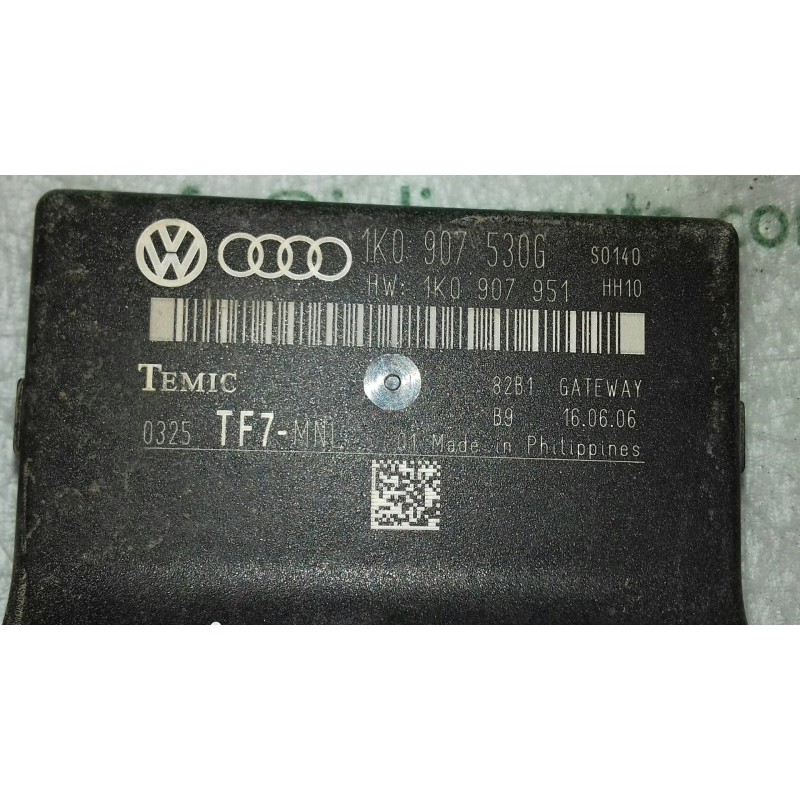 1K0 907 530G S0140
HW: 1K0 907 951 HH10
TEMIC 82B1 GATEWAY
B9 16.06.06
0325 TF7-MNL 01 Made in Philippines